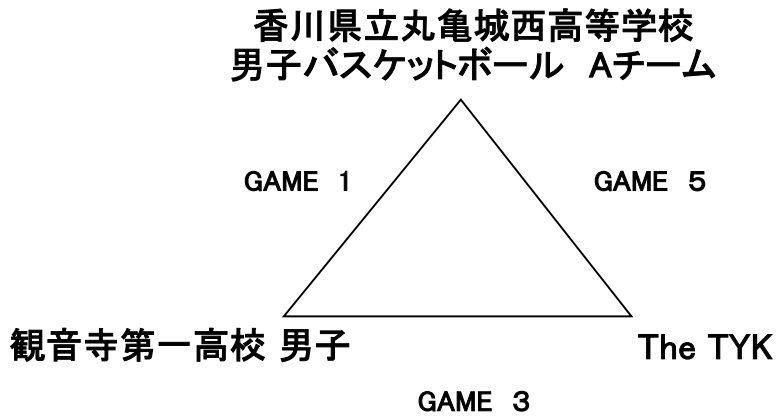 香川県立丸亀城西高等学校
男子バスケットボール　Aチーム
GAME　1
GAME　5
観音寺第一高校 男子
The TYK
GAME　3